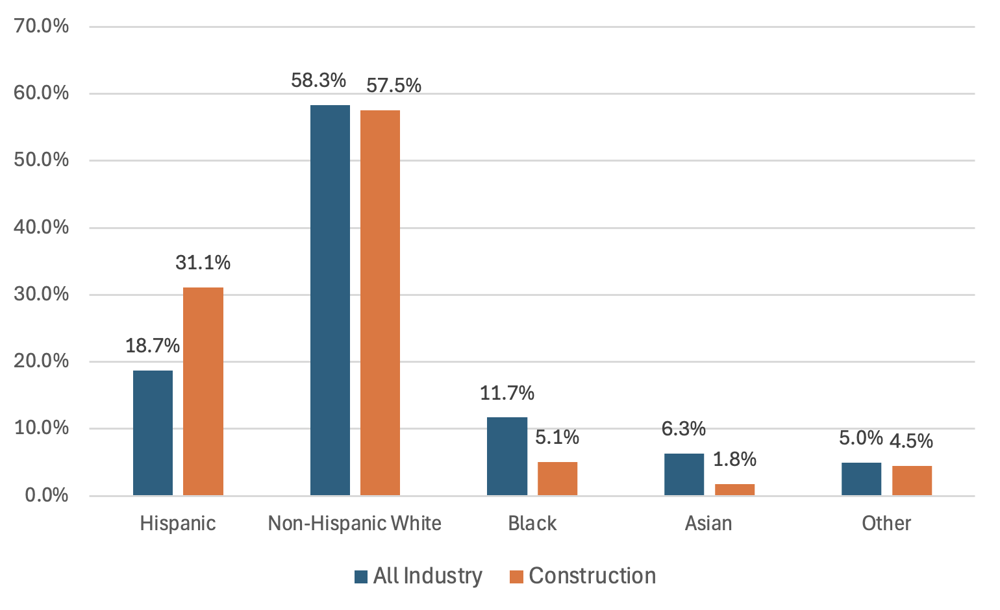 70.0%
60.0%
50.0%
40.0%
30.0%
20.0%
10.0%
0.0%
18.7%
31.1%
58.3%
57.5%
11.7%
5.1%
6.3%
1.8%
5.0%
4.5%
Hispanic
Non-Hispanic White
Black
Asian
Other
All Industry
Construction